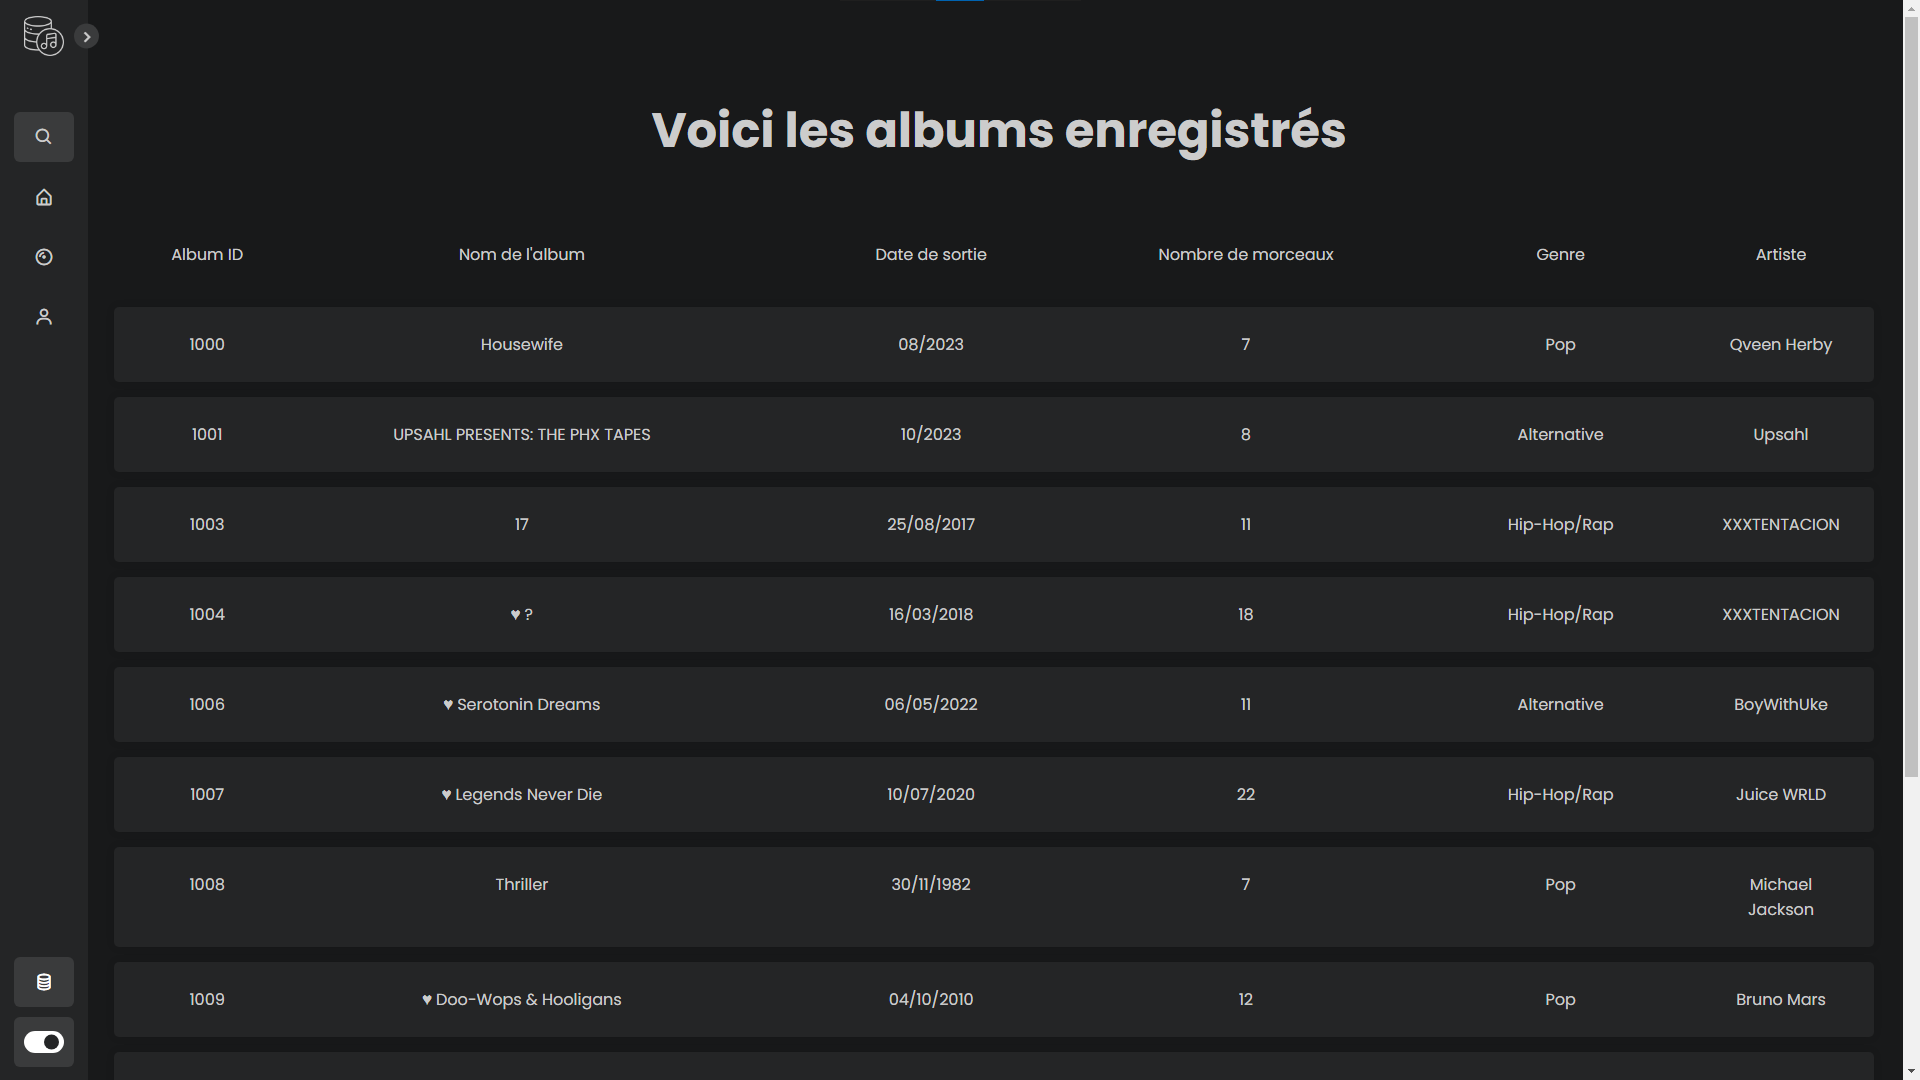 Voici les albums enregistrés
Album ID Nom de l'album Date de sortie Nombre de morceaux Genre Artiste
1000 Housewife 08/2023 7 Pop Qveen Herby
1001 UPSAHL PRESENTS: THE PHX TAPES 10/2023 8 Alternative Upsahl
1003 17 25/08/2017 11 Hip-Hop/Rap XXXTENTACION
1004 ♥ ? 16/03/2018 18 Hip-Hop/Rap XXXTENTACION
1006 ♥ Serotonin Dreams 06/05/2022 11 Alternative BoyWithUke
1007 ♥ Legends Never Die 10/07/2020 22 Hip-Hop/Rap Juice WRLD
1008 Thriller 30/11/1982 7 Pop Michael
Jackson
1009 ♥ Doo-Wops & Hooligans 04/10/2010 12 Pop Bruno Mars